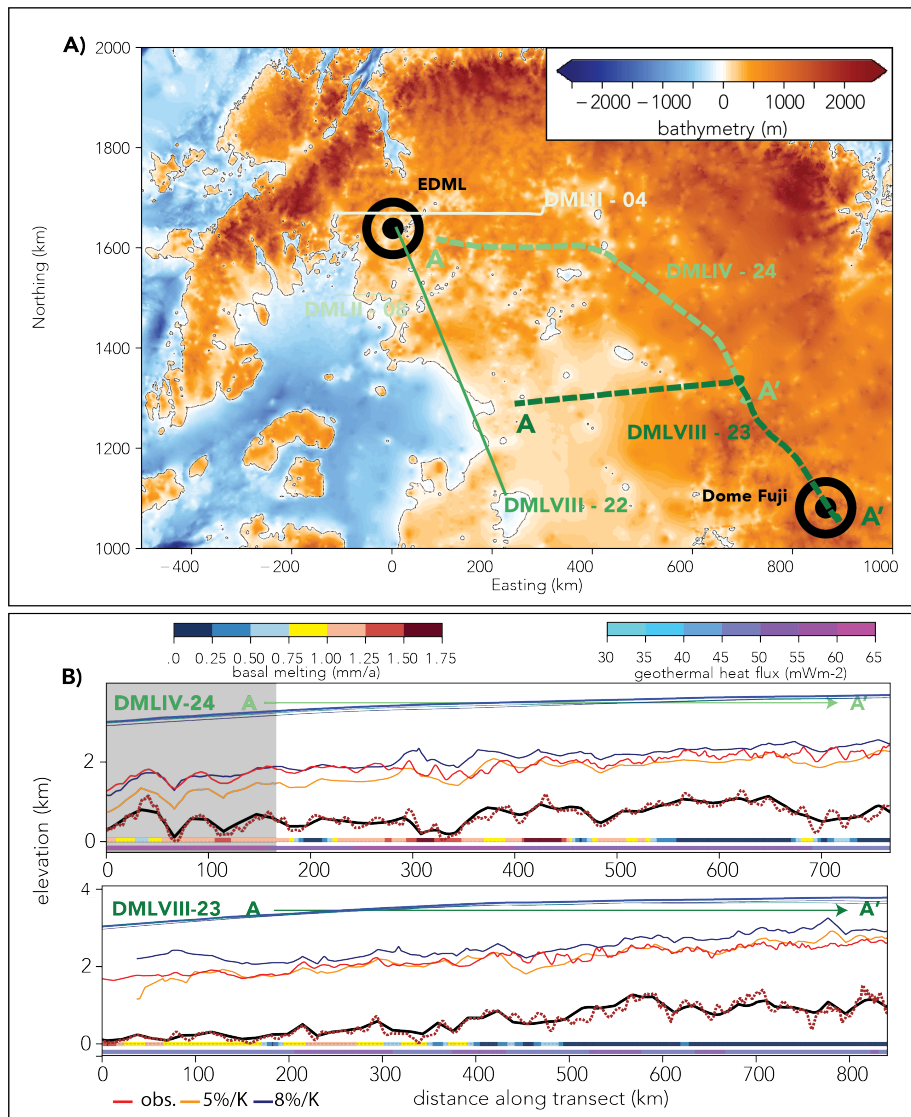 A)
2000
1800
1600
1400
1200
1000
Northing (km)
−2000 −1000 0 1000 2000
bathymetry (m)
EDML
DMLII - 04
A
DMLIV - 24
DMLII - 08
A'
A
DMLVIII - 23
Dome Fuji
DMLVIII - 22
A'
−400 −200 0 200 400 600 800 1000
Easting (km)
.0 0.25 0.50 0.75 1.00 1.25 1.50 1.75
basal melting (mm/a)
30 35 40 45 50 55 60 65
geothermal heat flux (mWm-2)
B)
DMLIV-24 A A'
2
0
0 100 200 300 400 500 600 700
elevation (km)
4
DMLVIII-23 A A'
2
0
0 100 200 300 400 500 600 700 800
obs. 5%/K 8%/K
distance along transect (km)